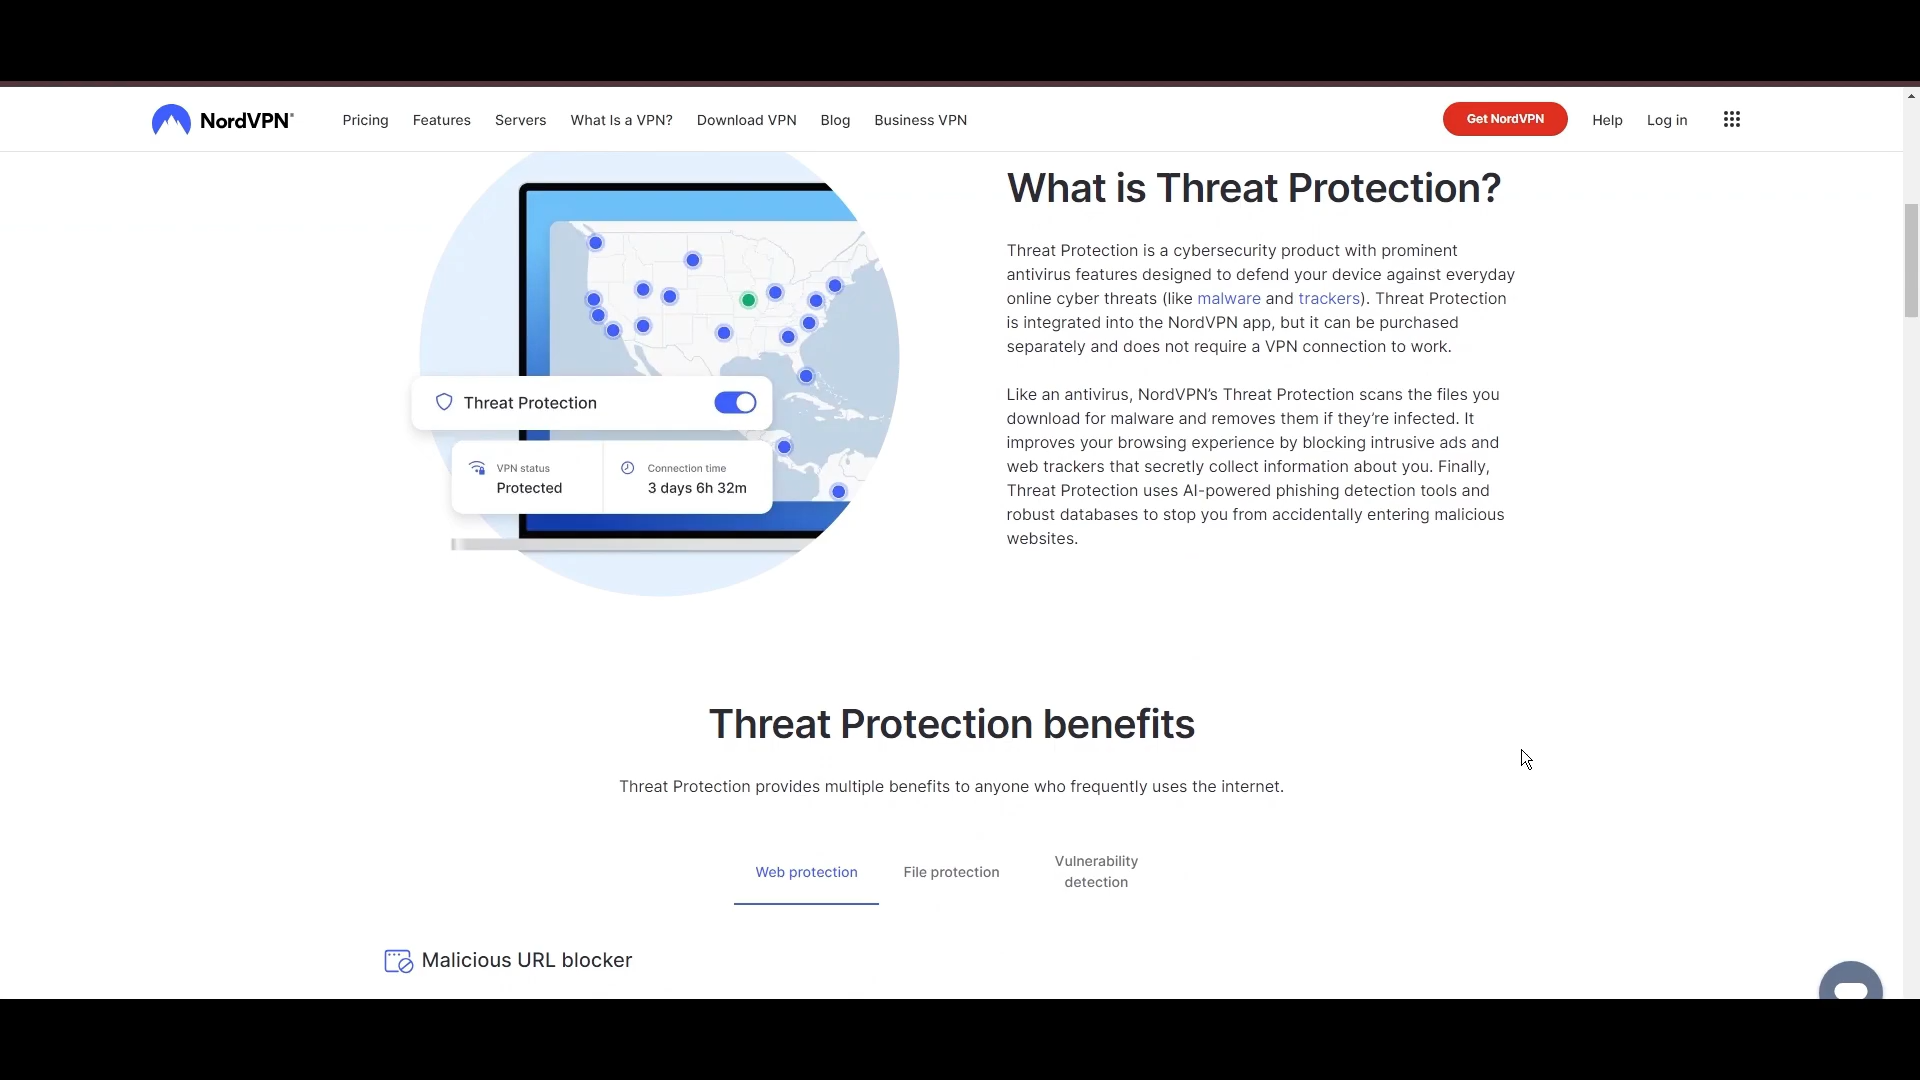 NordVPN®
Pricing
Features
Servers
What Is a VPN?
Download VPN
Blog
Business VPN
Get NordVPN
Help
Log in
Threat Protection
VPN status
Protected
Connection time
3 days 6h 32m
What is Threat Protection?
Threat Protection is a cybersecurity product with prominent
antivirus features designed to defend your device against everyday
online cyber threats (like malware and trackers). Threat Protection
is integrated into the NordVPN app, but it can be purchased
separately and does not require a VPN connection to work.
Like an antivirus, NordVPN’s Threat Protection scans the files you
download for malware and removes them if they’re infected. It
improves your browsing experience by blocking intrusive ads and
web trackers that secretly collect information about you. Finally,
Threat Protection uses AI-powered phishing detection tools and
robust databases to stop you from accidentally entering malicious
websites.
Threat Protection benefits
Threat Protection provides multiple benefits to anyone who frequently uses the internet.
Web protection
File protection
Vulnerability
detection
Malicious URL blocker